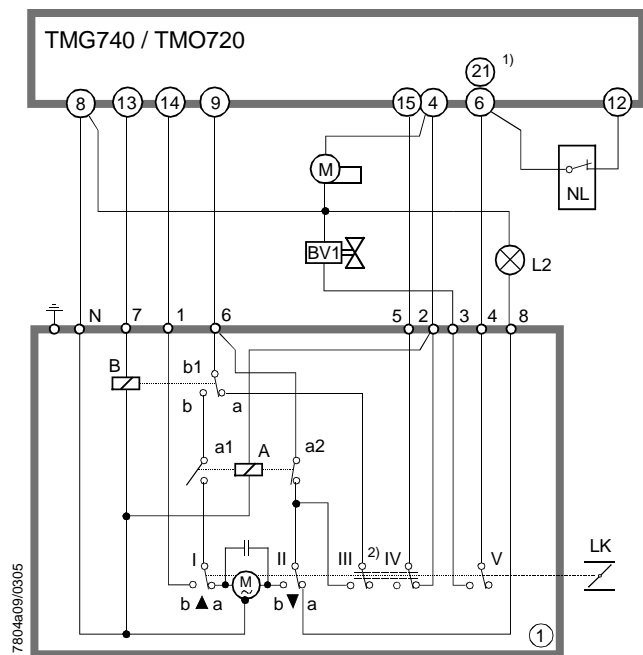 TMG740 / TMO720
21 1)
8 13 14 9 15 4 6 12
M
NL
BV1
L2
N 7 1 6 5 2 3 4 8
B b1
b a
a1 A a2
I II III 2) IV V LK
M
~
b ▲ a b ▼ a
1
7804a09/0305